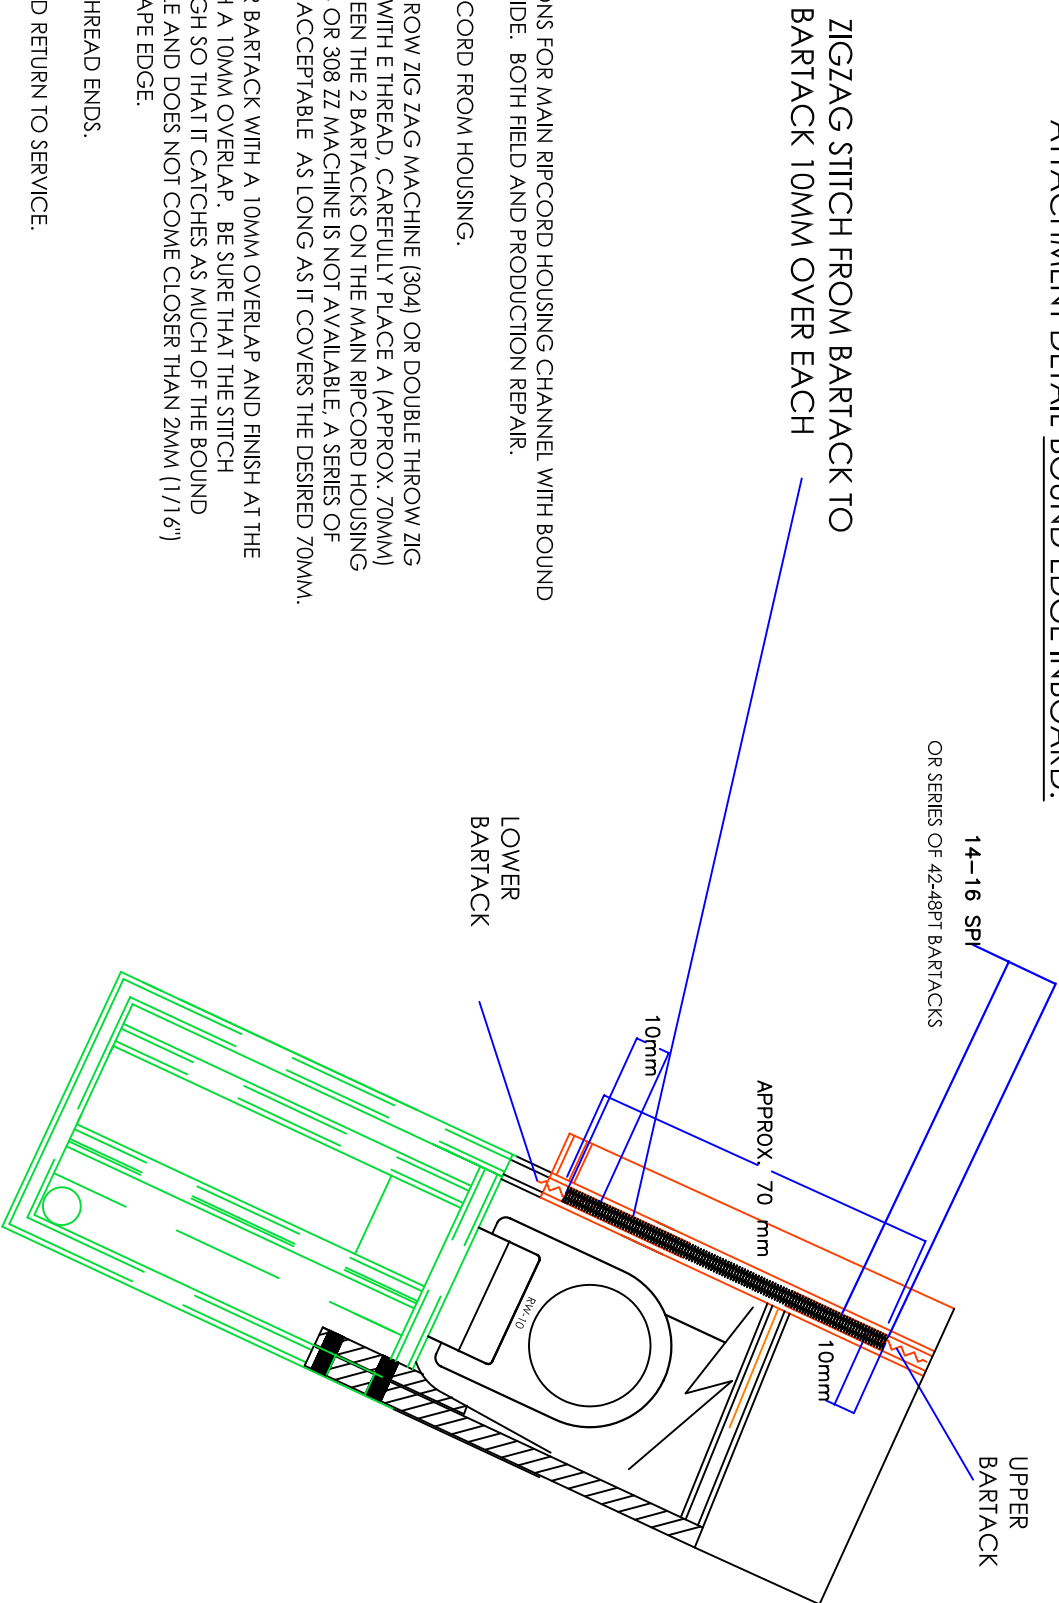 ATTACHMENT DETAIL BOUND EDGE INBOARD.
ZIGZAG STITCH FROM BARTACK TO
BARTACK 10MM OVER EACH
14-16 SPI
OR SERIES OF 42-48PT BARTACKS
UPPER
BARTACK
10mm
APPROX. 70 mm
10mm
LOWER
BARTACK
RW-10
ONS FOR MAIN RIPCORD HOUSING CHANNEL WITH BOUND
IDE. BOTH FIELD AND PRODUCTION REPAIR.
CORD FROM HOUSING.
ROW ZIG ZAG MACHINE (304) OR DOUBLE THROW ZIG
WITH E THREAD, CAREFULLY PLACE A (APPROX. 70MM)
EEN THE 2 BARTACKS ON THE MAIN RIPCORD HOUSING
OR 308 ZZ MACHINE IS NOT AVAILABLE, A SERIES OF
ACCEPTABLE AS LONG AS IT COVERS THE DESIRED 70MM.
R BARTACK WITH A 10MM OVERLAP AND FINISH AT THE
H A 10MM OVERLAP. BE SURE THAT THE STITCH
GH SO THAT IT CATCHES AS MUCH OF THE BOUND
LE AND DOES NOT COME CLOSER THAN 2MM (1/16")
APE EDGE.
HREAD ENDS.
D RETURN TO SERVICE.